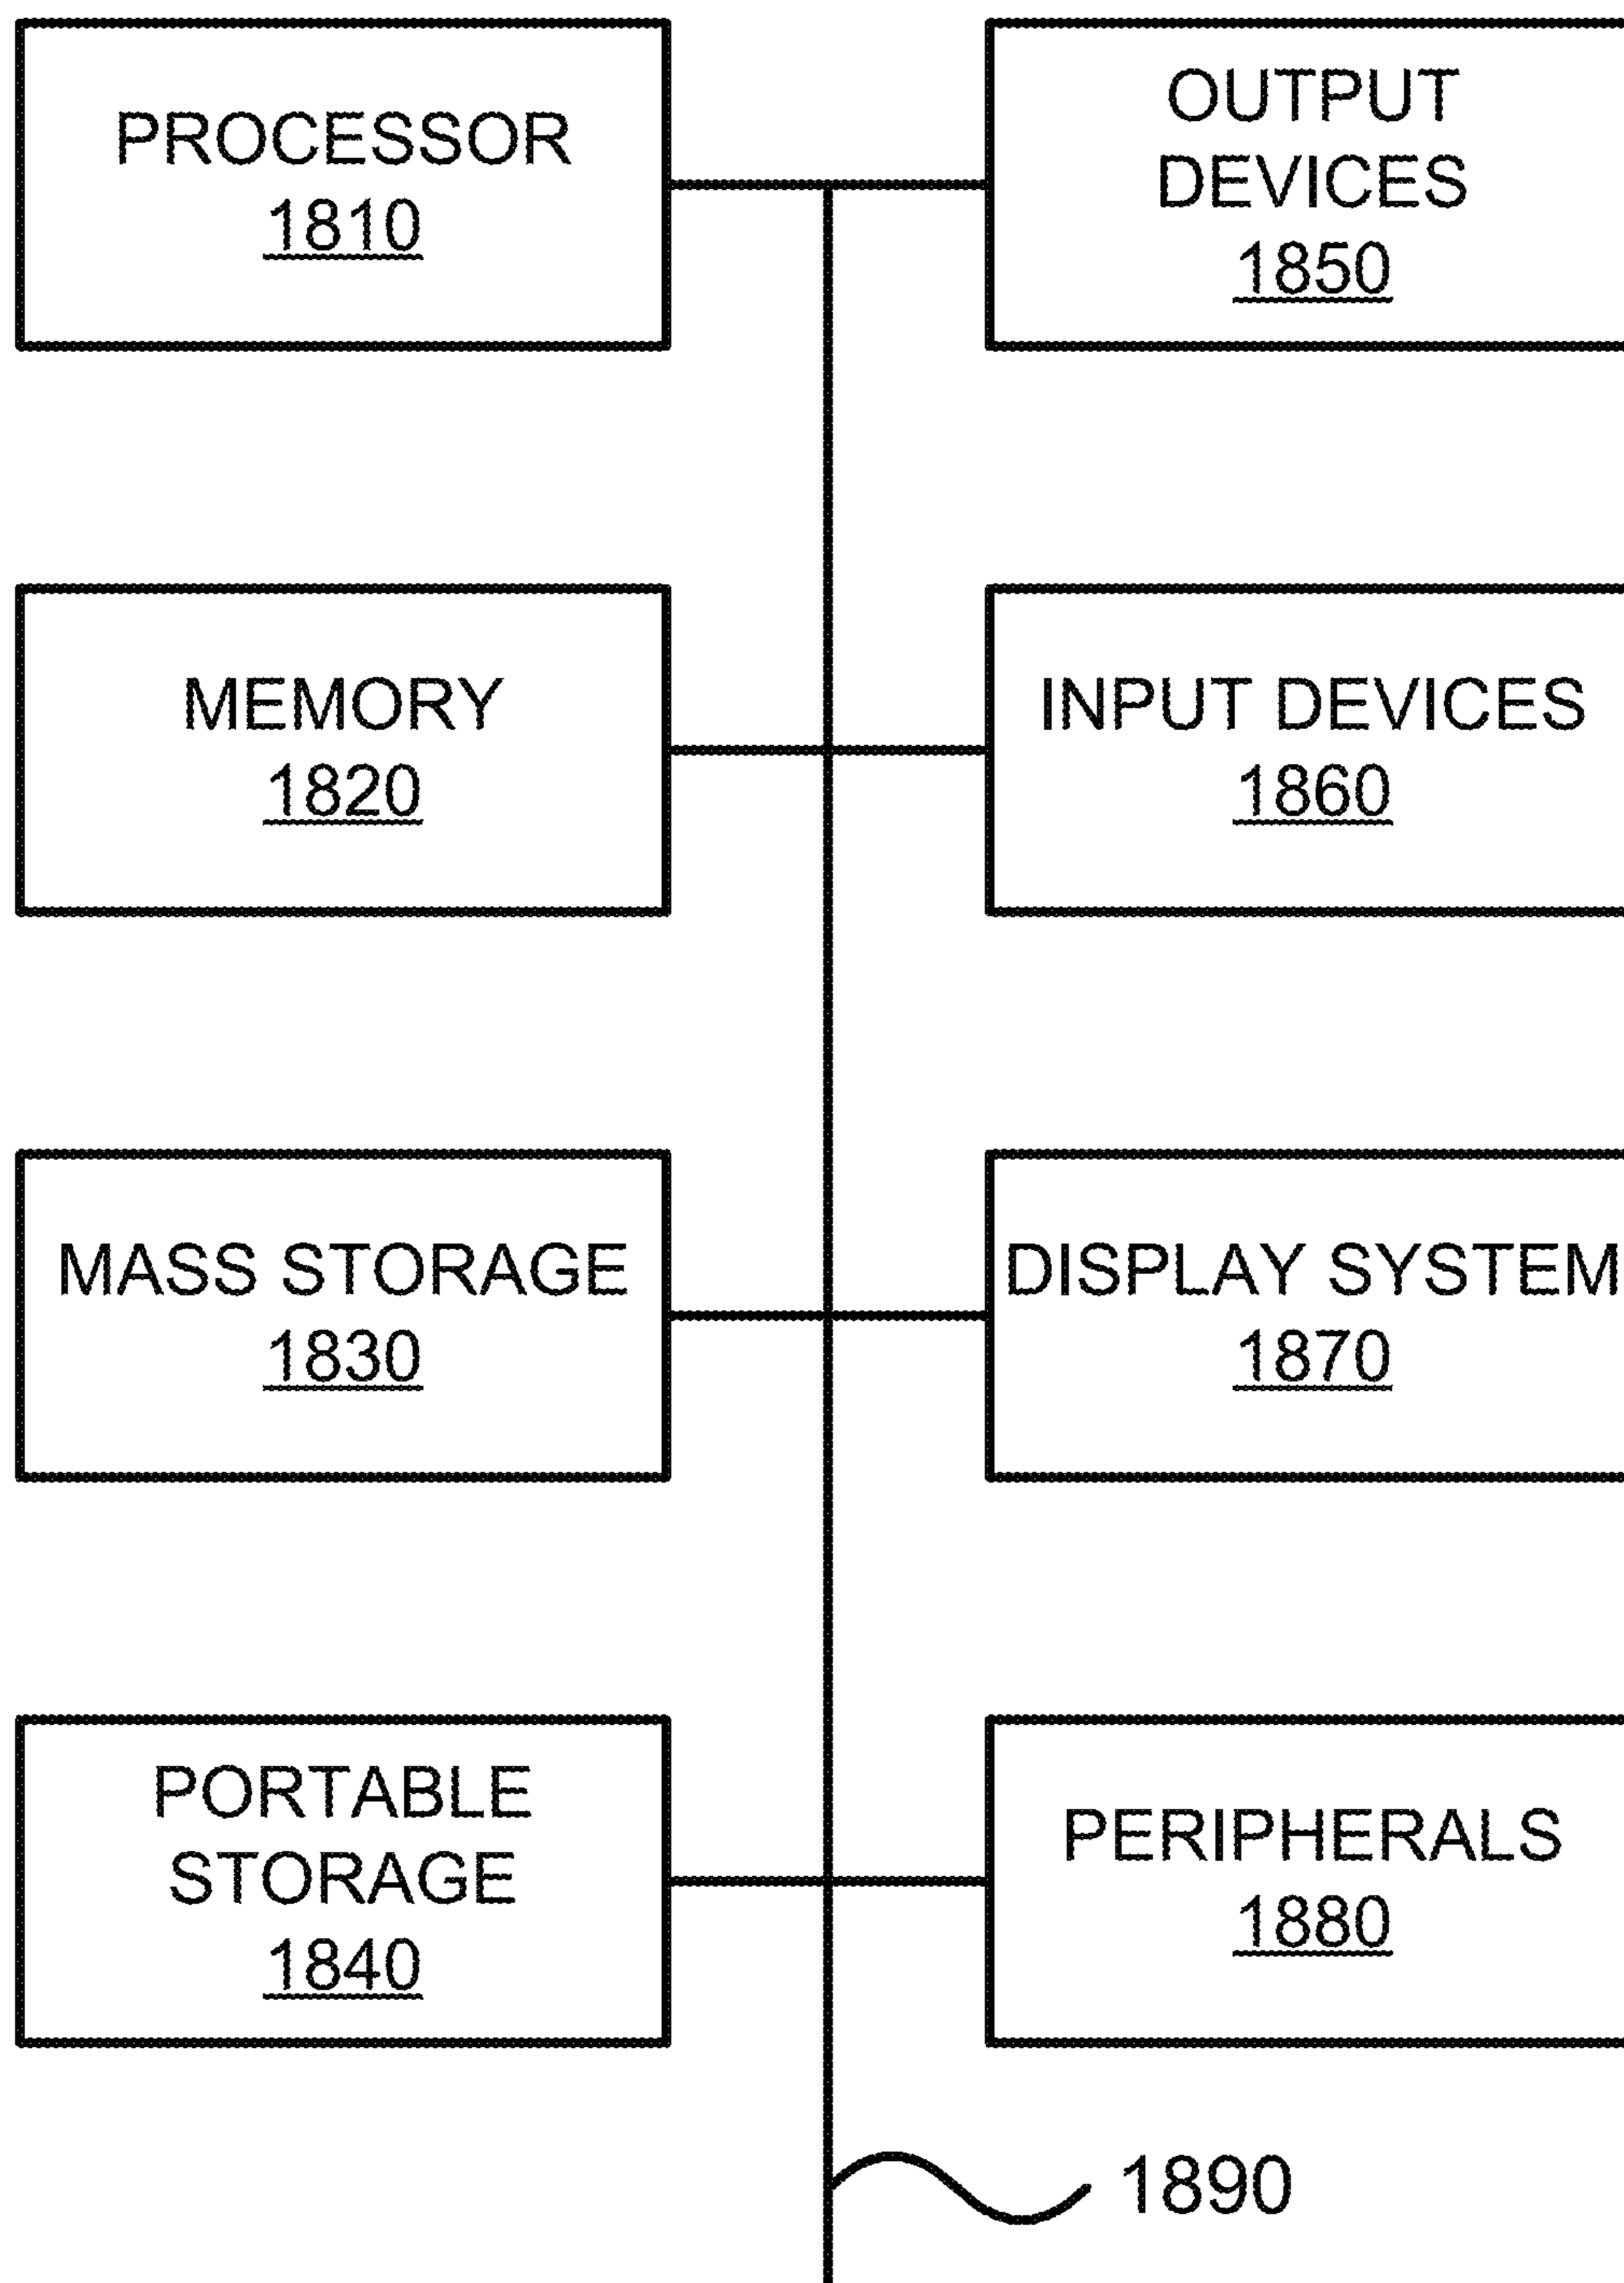 PROCESSOR
1810
OUTPUT
DEVICES
1850
MEMORY
1820
INPUT DEVICES
1860
MASS STORAGE
1830
DISPLAY SYSTEM
1870
PORTABLE
STORAGE
1840
PERIPHERALS
1880
1890